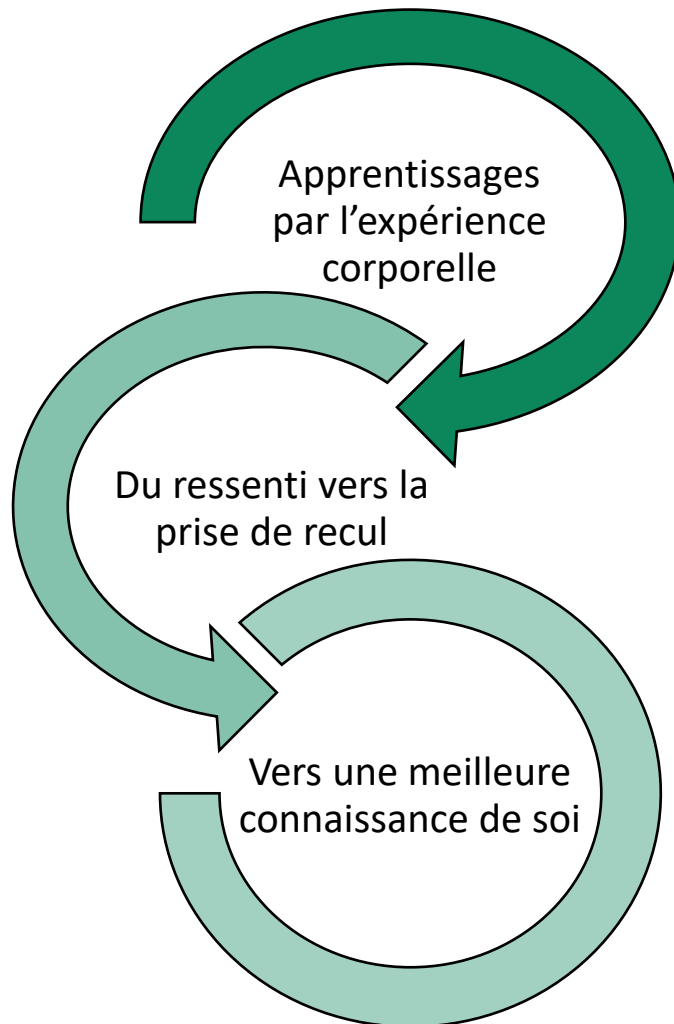 Apprentissages
par l’expérience
corporelle
Du ressenti vers la
prise de recul
Vers une meilleure
connaissance de soi